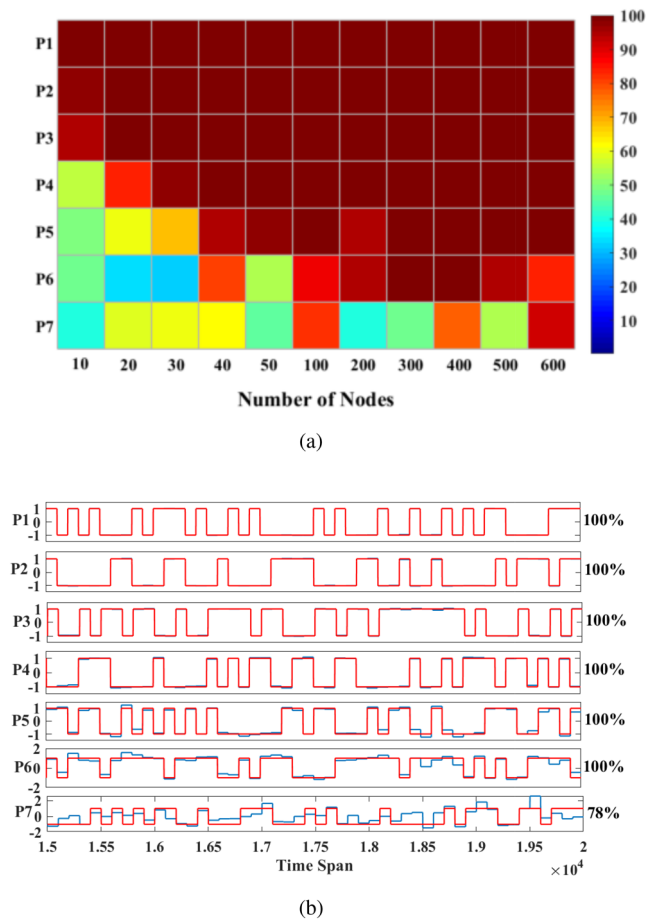 100
P1
90
P2
80
70
P3
60
P4
50
P5
40
30
P6
20
P7
10
10 20 30 40 50 100 200 300 400 500 600
Number of Nodes
(a)
P1 1 0 -1 100%
P2 1 0 -1 100%
P3 1 0 -1 100%
P4 1 0 -1 100%
P5 1 0 -1 100%
P6 2 0 -2 100%
P7 2 0 -2 78%
1.5 1.55 1.6 1.65 1.7 1.75 1.8 1.85 1.9 1.95 2
Time Span
×10⁴
(b)